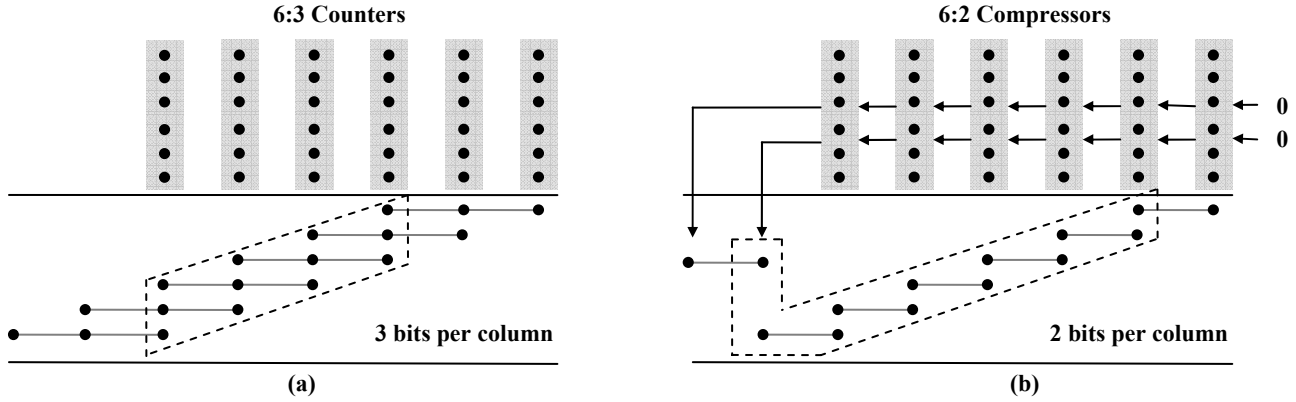 6:3 Counters
3 bits per column
(a)
6:2 Compressors
0
0
2 bits per column
(b)